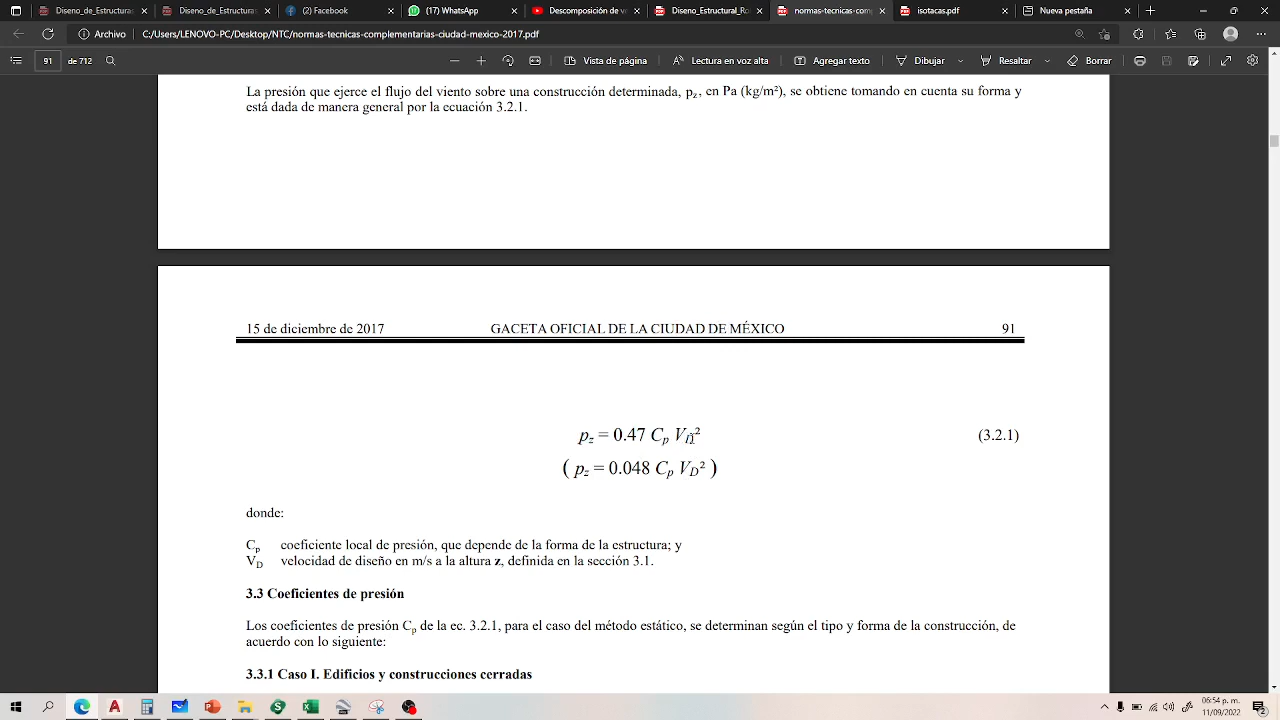 Diseno_de_Estructuras
Diseno_de_Estructuras
(2) Facebook
(17) WhatsApp
Descomposición de v
Diseno_Estructural_R
normas-tecnicas-com
isotacas.pdf
Nueva pestaña
Archivo C:/Users/LENOVO-PC/Desktop/NTC/normas-tecnicas-complementarias-ciudad-mexico-2017.pdf
91 de 712
Vista de página
Lectura en voz alta
Agregar texto
Dibujar
Resaltar
Borrar
La presión que ejerce el flujo del viento sobre una construcción determinada, pz, en Pa (kg/m²), se obtiene tomando en cuenta su forma y
está dada de manera general por la ecuación 3.2.1.
15 de diciembre de 2017 GACETA OFICIAL DE LA CIUDAD DE MÉXICO 91
pz = 0.47 Cp VD² (3.2.1)
( pz = 0.048 Cp VD² )
donde:
Cp coeficiente local de presión, que depende de la forma de la estructura; y
VD velocidad de diseño en m/s a la altura z, definida en la sección 3.1.
3.3 Coeficientes de presión
Los coeficientes de presión Cp de la ec. 3.2.1, para el caso del método estático, se determinan según el tipo y forma de la construcción, de
acuerdo con lo siguiente:
3.3.1 Caso I. Edificios y construcciones cerradas
06:54 p. m.
11/09/2022